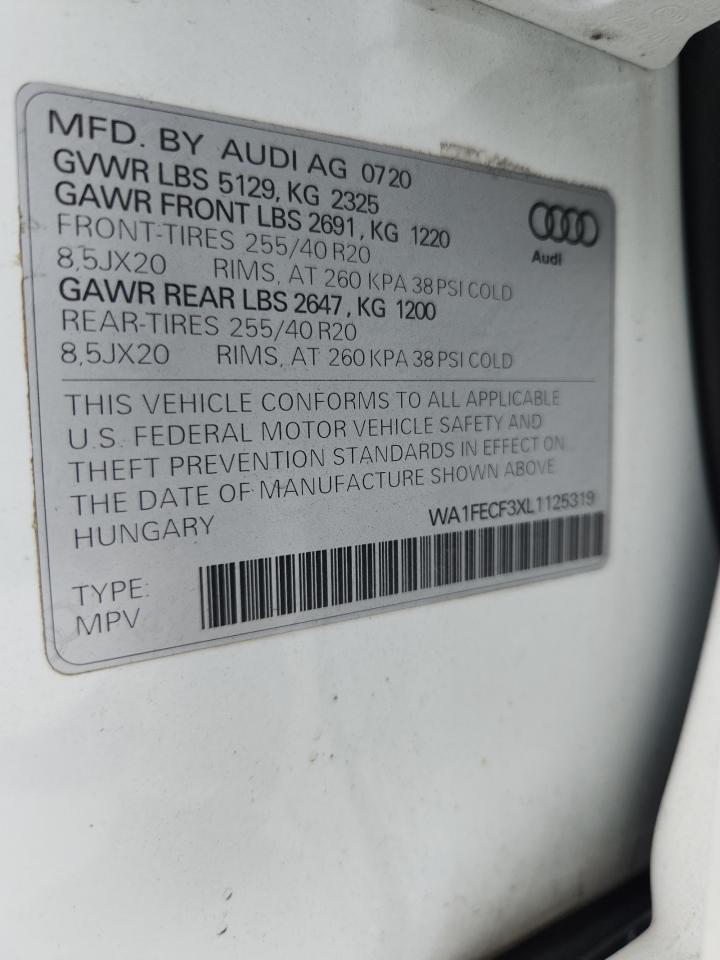 MFD. BY AUDI AG 0720
GVWR LBS 5129, KG 2325
GAWR FRONT LBS 2691, KG 1220
FRONT-TIRES 255/40 R20
8,5JX20 RIMS, AT 260 KPA 38 PSI COLD
GAWR REAR LBS 2647, KG 1200
REAR-TIRES 255/40 R20
8,5JX20 RIMS, AT 260 KPA 38 PSI COLD
Audi
THIS VEHICLE CONFORMS TO ALL APPLICABLE
U.S. FEDERAL MOTOR VEHICLE SAFETY AND
THEFT PREVENTION STANDARDS IN EFFECT ON
THE DATE OF MANUFACTURE SHOWN ABOVE
HUNGARY
WA1FECF3XL1125319
TYPE:
MPV